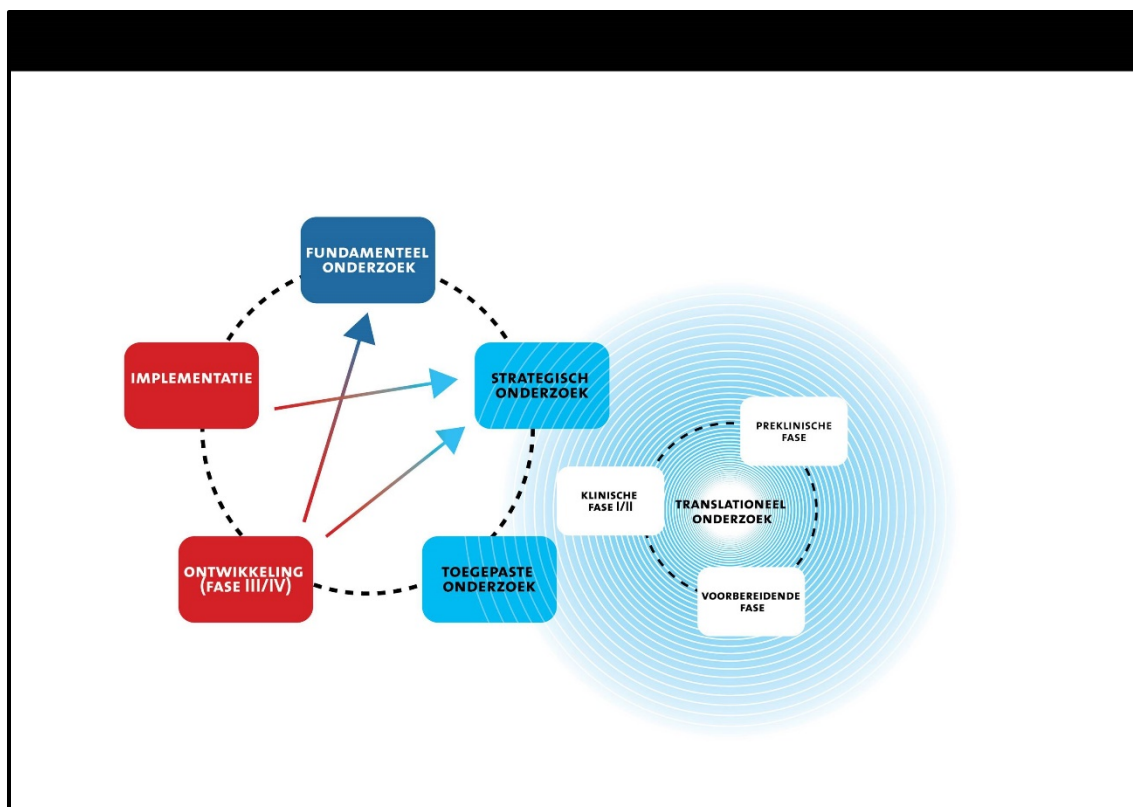 FUNDAMENTEEL
ONDERZOEK
IMPLEMENTATIE
STRATEGISCH
ONDERZOEK
ONTWIKKELING
(FASE III/IV)
TOEGEPASTE
ONDERZOEK
PREKLINISCHE
FASE
KLINISCHE
FASE I/II
TRANSLATIONEEL
ONDERZOEK
VOORBEREIDENDE
FASE